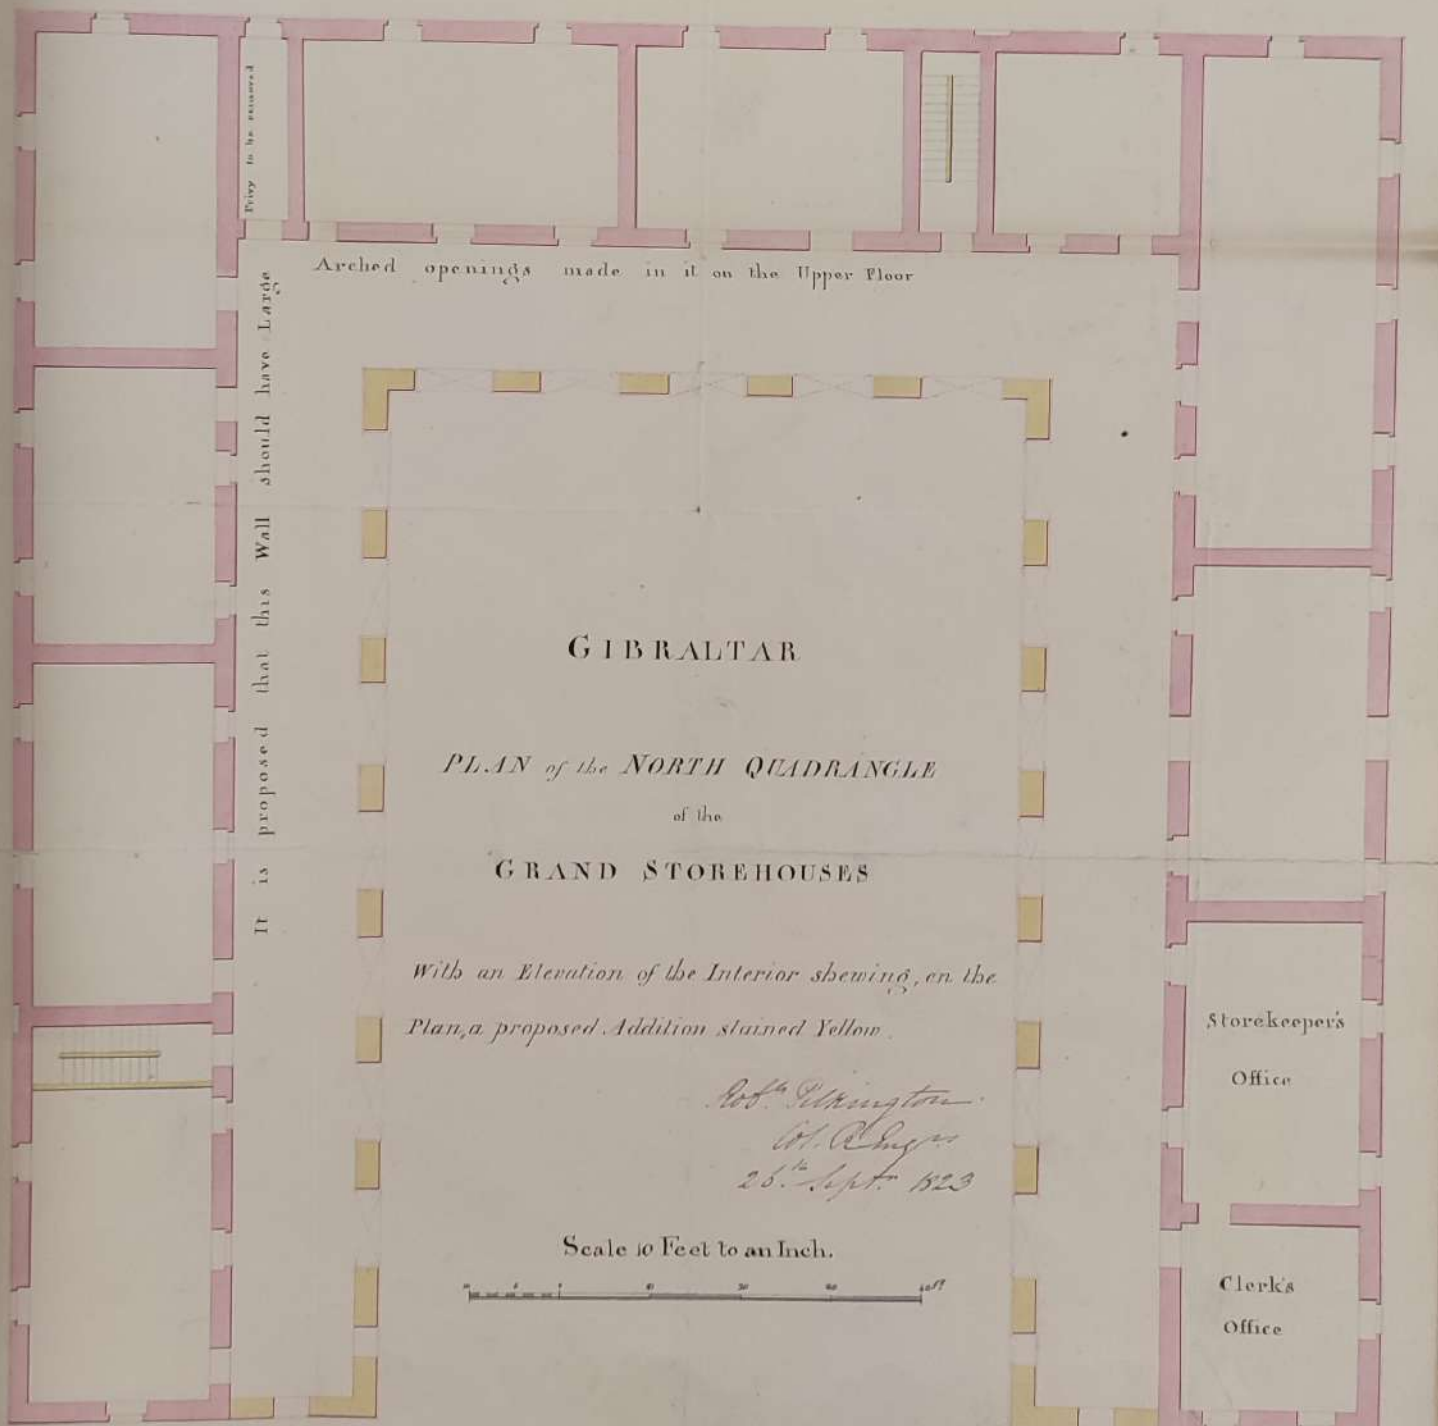 Privy to be removed
Arched openings made in it on the Upper Floor
It is proposed that this Wall should have Large
GIBRALTAR
PLAN of the NORTH QUADRANGLE
of the
GRAND STOREHOUSES
With an Elevation of the Interior shewing, on the
Plan, a proposed Addition stained Yellow.
Storekeeper's
Office
Robt. Pilkington
Col. R. Engrs
26th Septr. 1823
Scale 10 Feet to an Inch.
Clerk's
Office